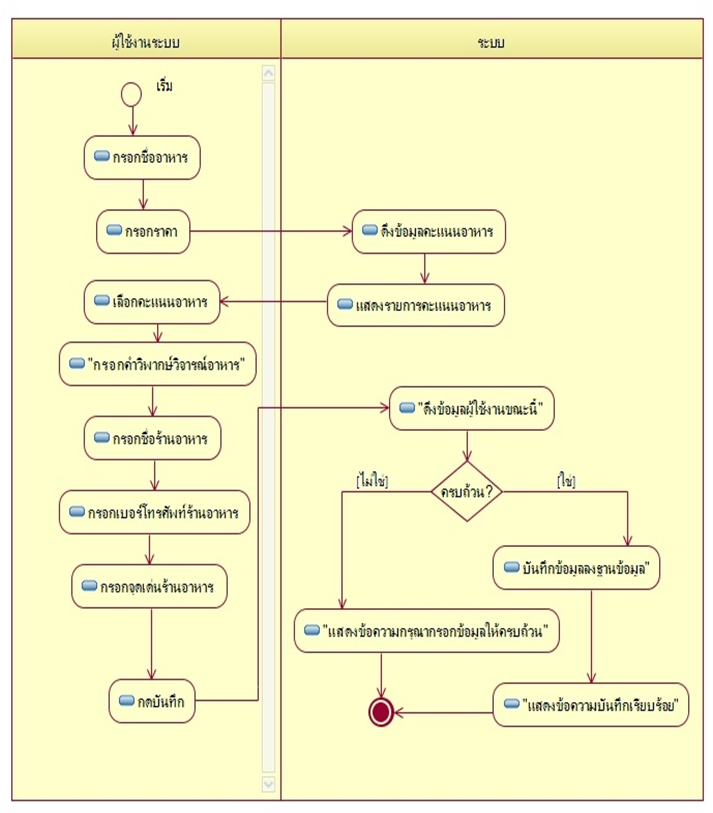 ผู้ใช้งานระบบ
ระบบ
เริ่ม
กรอกชื่ออาหาร
กรอกราคา
ดึงข้อมูลคะแนนอาหาร
เลือกคะแนนอาหาร
แสดงรายการคะแนนอาหาร
"กรอกคำวิพากษ์วิจารณ์อาหาร"
"ดึงข้อมูลผู้ใช้งานขณะนี้"
กรอกชื่อร้านอาหาร
[ไม่ใช่]
ครบถ้วน?
[ใช่]
กรอกเบอร์โทรศัพท์ร้านอาหาร
บันทึกข้อมูลลงฐานข้อมูล"
กรอกจุดเด่นร้านอาหาร
"แสดงข้อความกรุณากรอกข้อมูลให้ครบถ้วน"
กดบันทึก
"แสดงข้อความบันทึกเรียบร้อย"